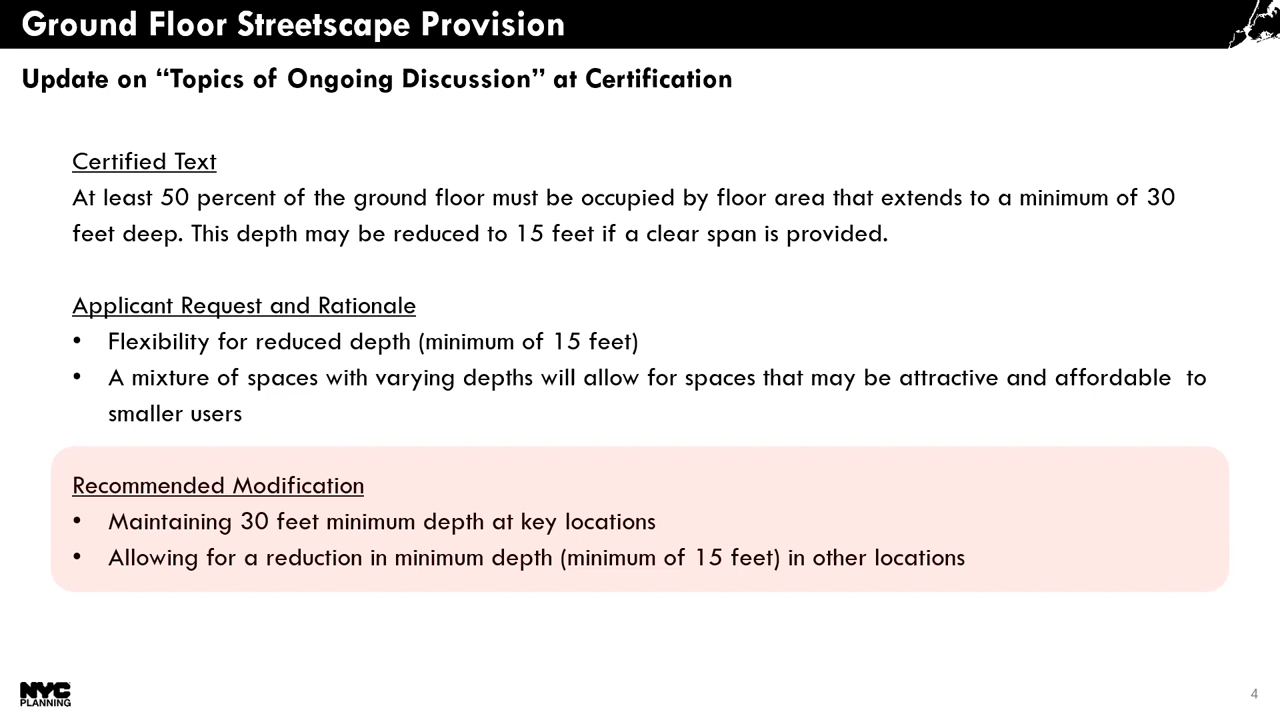 Ground Floor Streetscape Provision
Update on “Topics of Ongoing Discussion” at Certification
Certified Text
At least 50 percent of the ground floor must be occupied by floor area that extends to a minimum of 30
feet deep. This depth may be reduced to 15 feet if a clear span is provided.
Applicant Request and Rationale
• Flexibility for reduced depth (minimum of 15 feet)
• A mixture of spaces with varying depths will allow for spaces that may be attractive and affordable  to
smaller users
Recommended Modification
• Maintaining 30 feet minimum depth at key locations
• Allowing for a reduction in minimum depth (minimum of 15 feet) in other locations
NYC
PLANNING
4